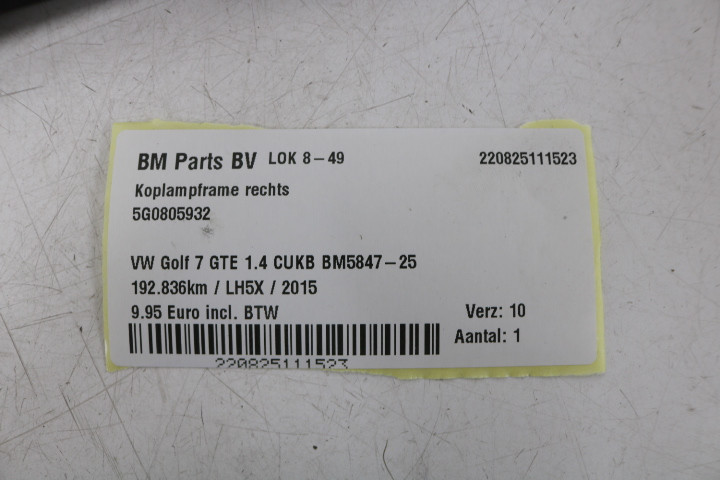 BM Parts BV LOK 8-49 220825111523
Koplampframe rechts
5G0805932
VW Golf 7 GTE 1.4 CUKB BM5847-25
192.836km / LH5X / 2015
9.95 Euro incl. BTW Verz: 10
Aantal: 1
220825111523